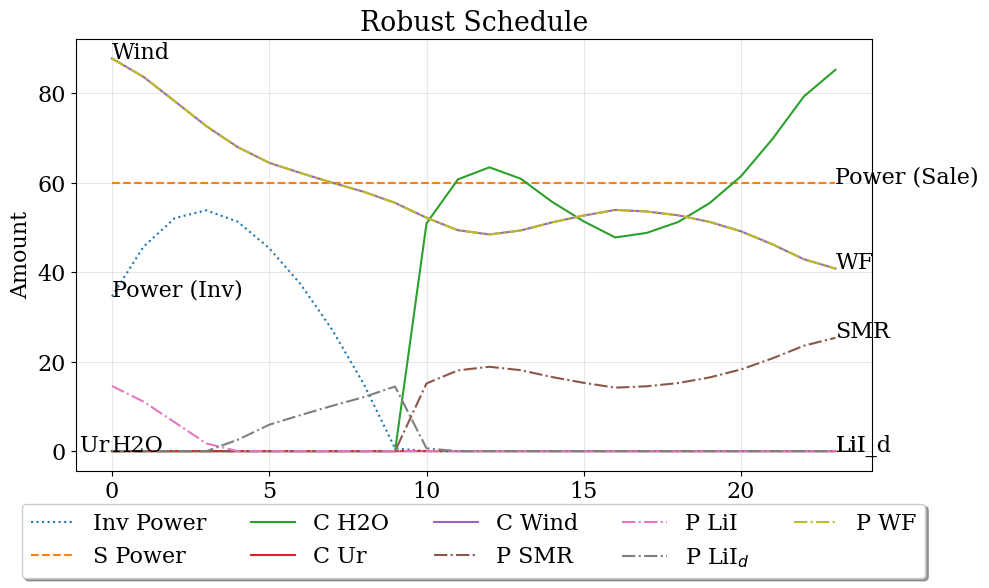 Robust Schedule
Wind
80
Power (Sale)
60
Amount
WF
40
Power (Inv)
SMR
20
Ur H2O LiI_d
0
0 5 10 15 20
Inv Power C H2O C Wind P LiI P WF
S Power C Ur P SMR P LiI_d